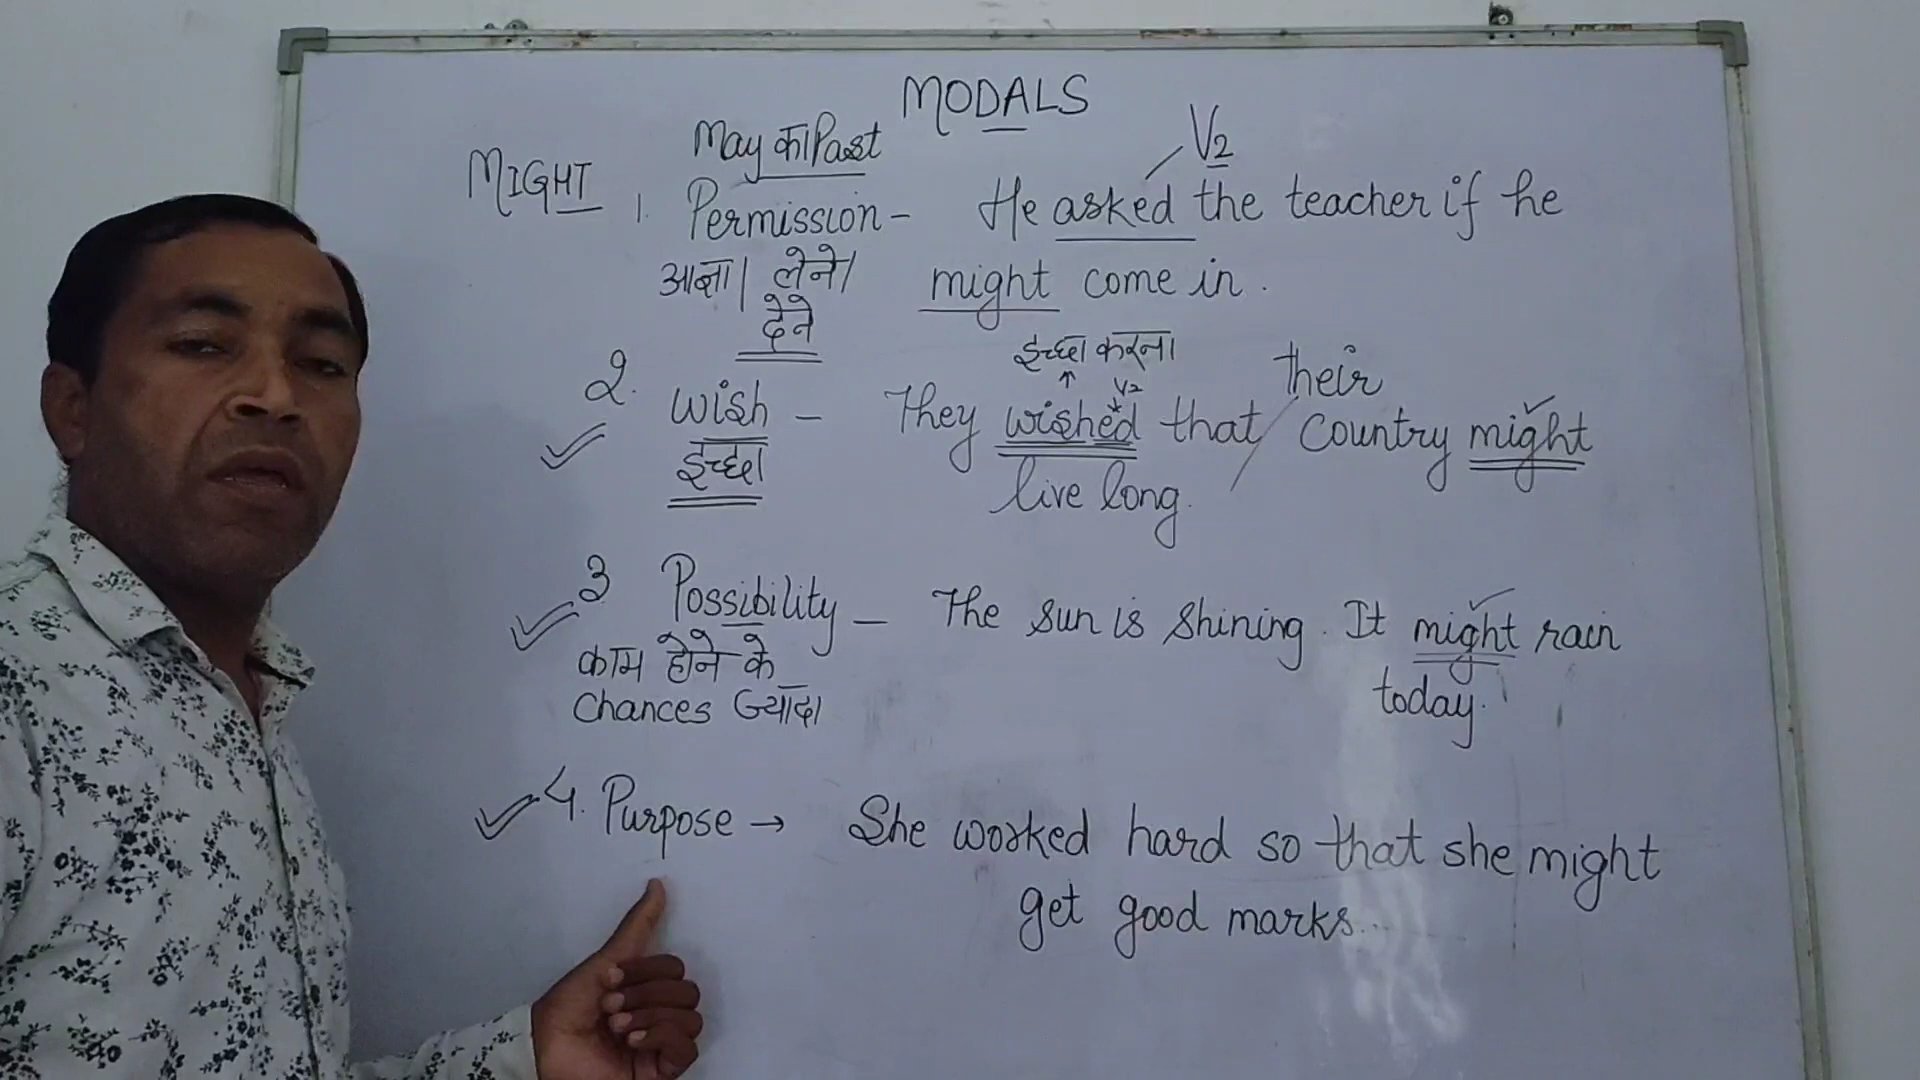 MODALS
May का Past
V2
MIGHT 1. Permission - He asked the teacher if he
आज्ञा/ लेने/ might come in.
देने
इच्छा करना their
V2
2. Wish - They wished that country might
इच्छा live long.
3 Possibility - The sun is shining. It might rain
काम होने के today.
Chances ज्यादा
4. Purpose → She worked hard so that she might
get good marks.